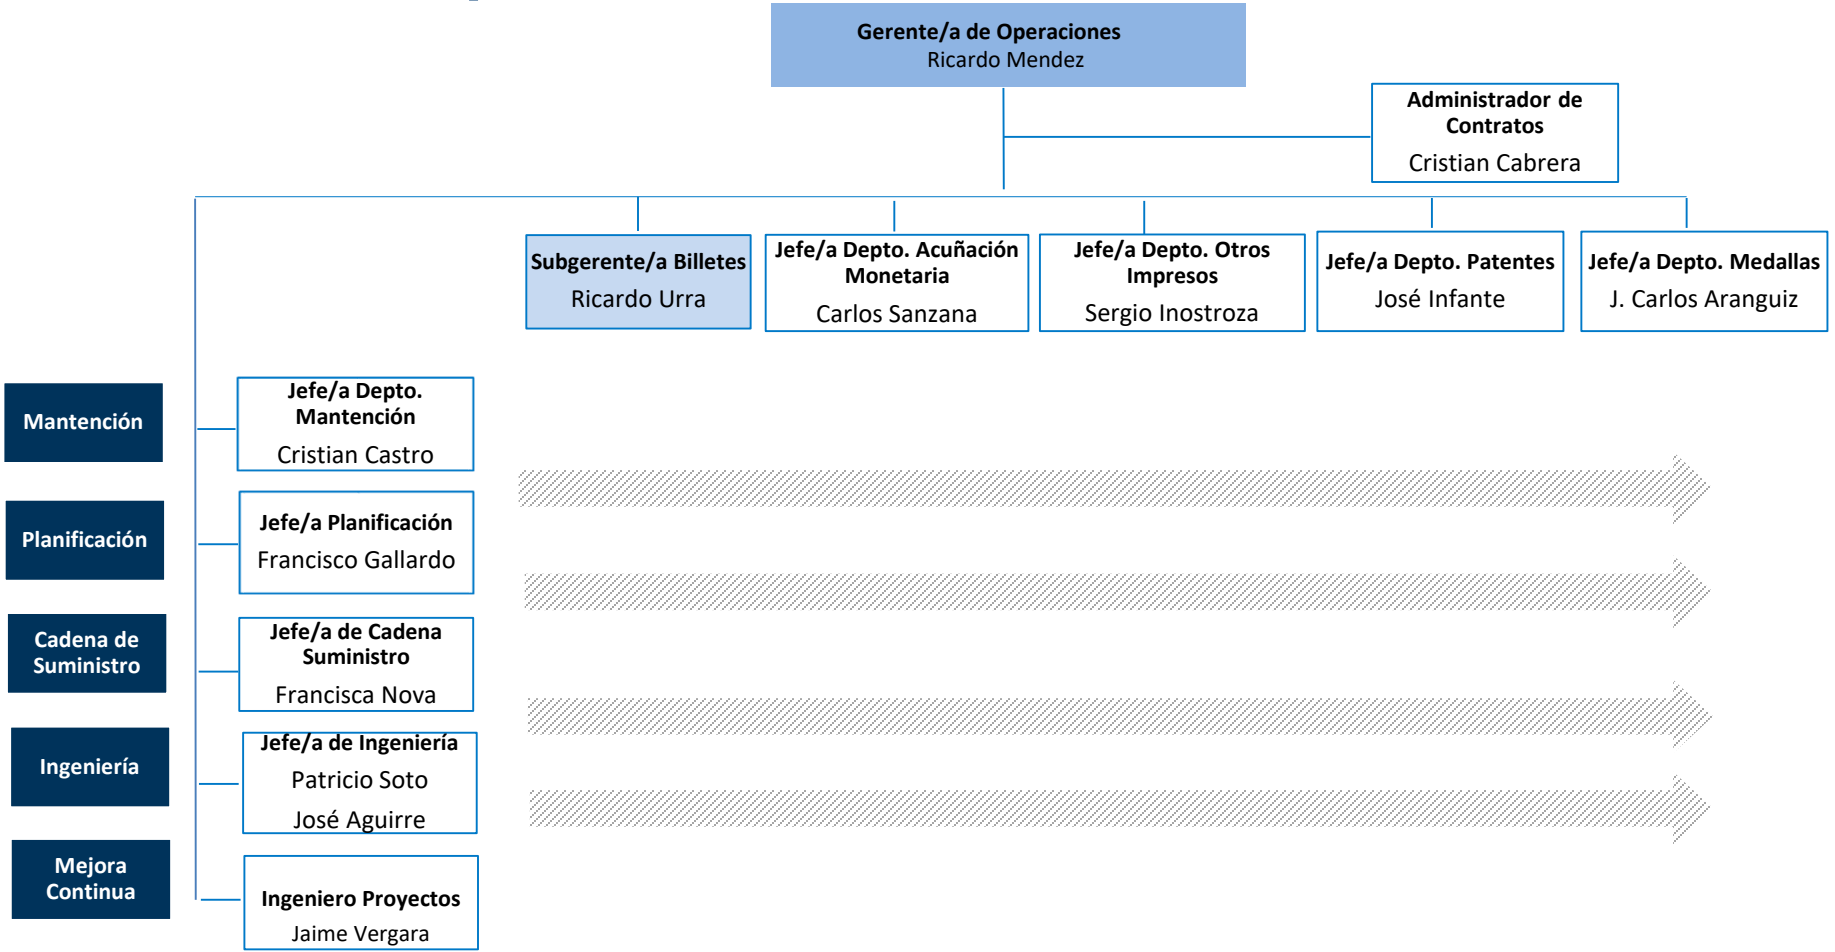 Gerente/a de Operaciones
Ricardo Mendez
Administrador de
Contratos
Cristian Cabrera
Subgerente/a Billetes
Ricardo Urra
Jefe/a Depto. Acuñación
Monetaria
Carlos Sanzana
Jefe/a Depto. Otros
Impresos
Sergio Inostroza
Jefe/a Depto. Patentes
José Infante
Jefe/a Depto. Medallas
J. Carlos Aranguiz
Mantención
Jefe/a Depto.
Mantención
Cristian Castro
Planificación
Jefe/a Planificación
Francisco Gallardo
Cadena de
Suministro
Jefe/a de Cadena
Suministro
Francisca Nova
Ingeniería
Jefe/a de Ingeniería
Patricio Soto
José Aguirre
Mejora
Continua
Ingeniero Proyectos
Jaime Vergara